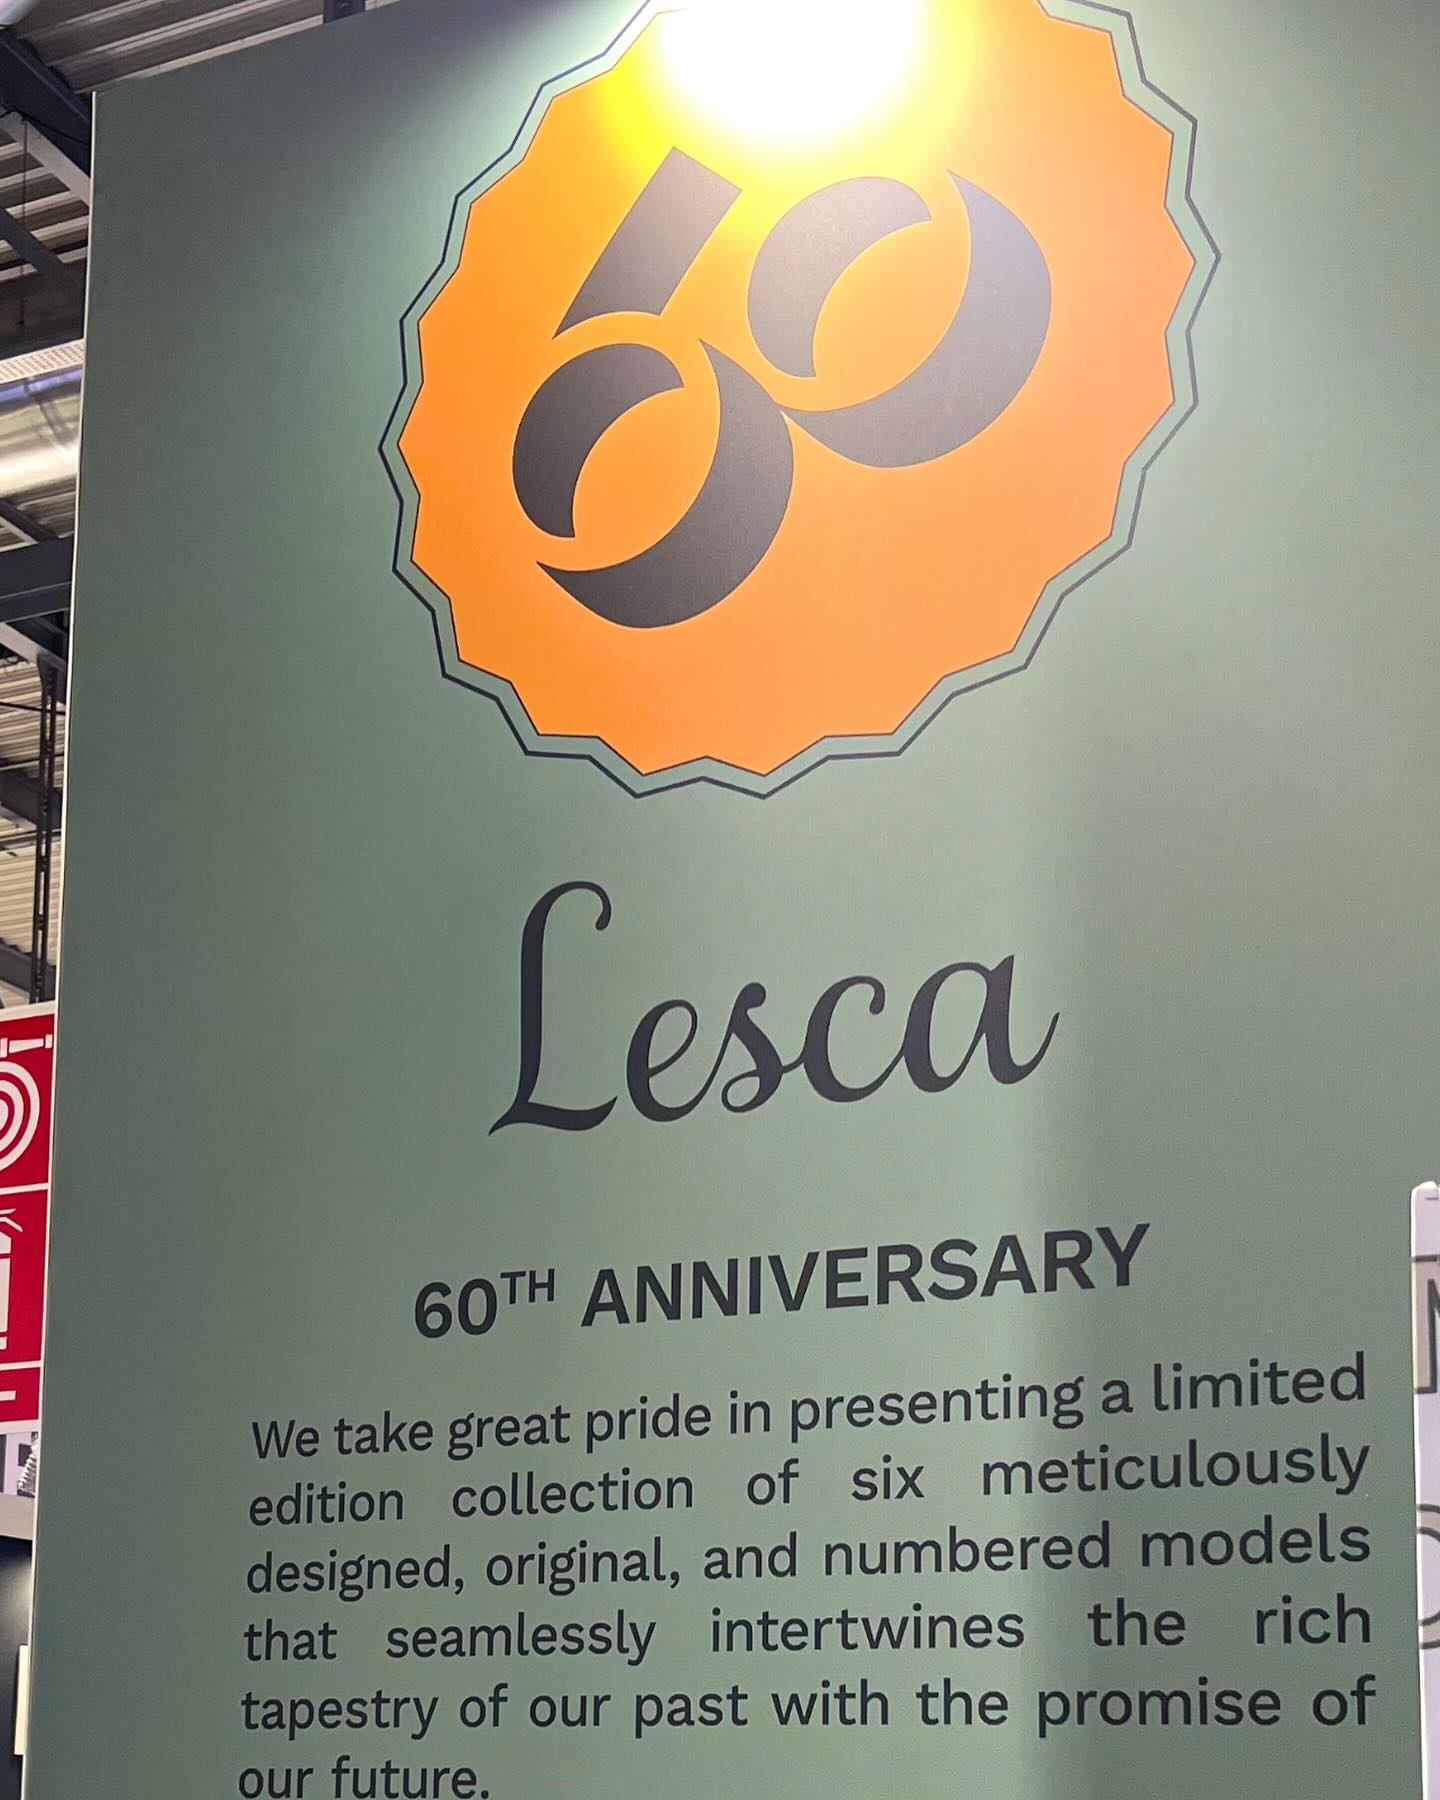 60
Lesca
60TH ANNIVERSARY
We take great pride in presenting a limited
edition collection of six meticulously
designed, original, and numbered models
that seamlessly intertwines the rich
tapestry of our past with the promise of
our future.